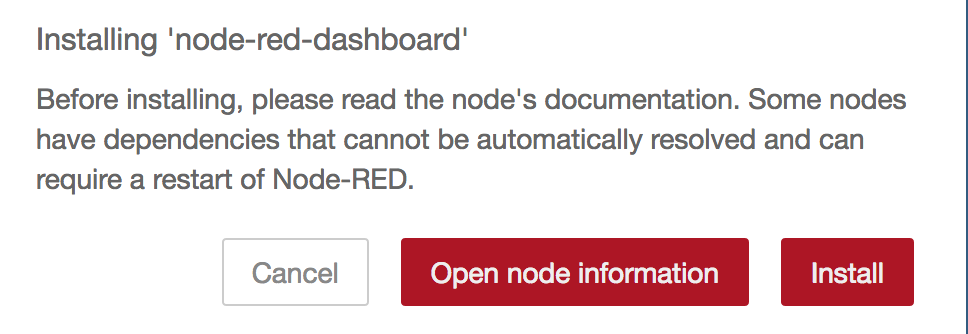 Installing 'node-red-dashboard'
Before installing, please read the node's documentation. Some nodes
have dependencies that cannot be automatically resolved and can
require a restart of Node-RED.
Cancel
Open node information
Install